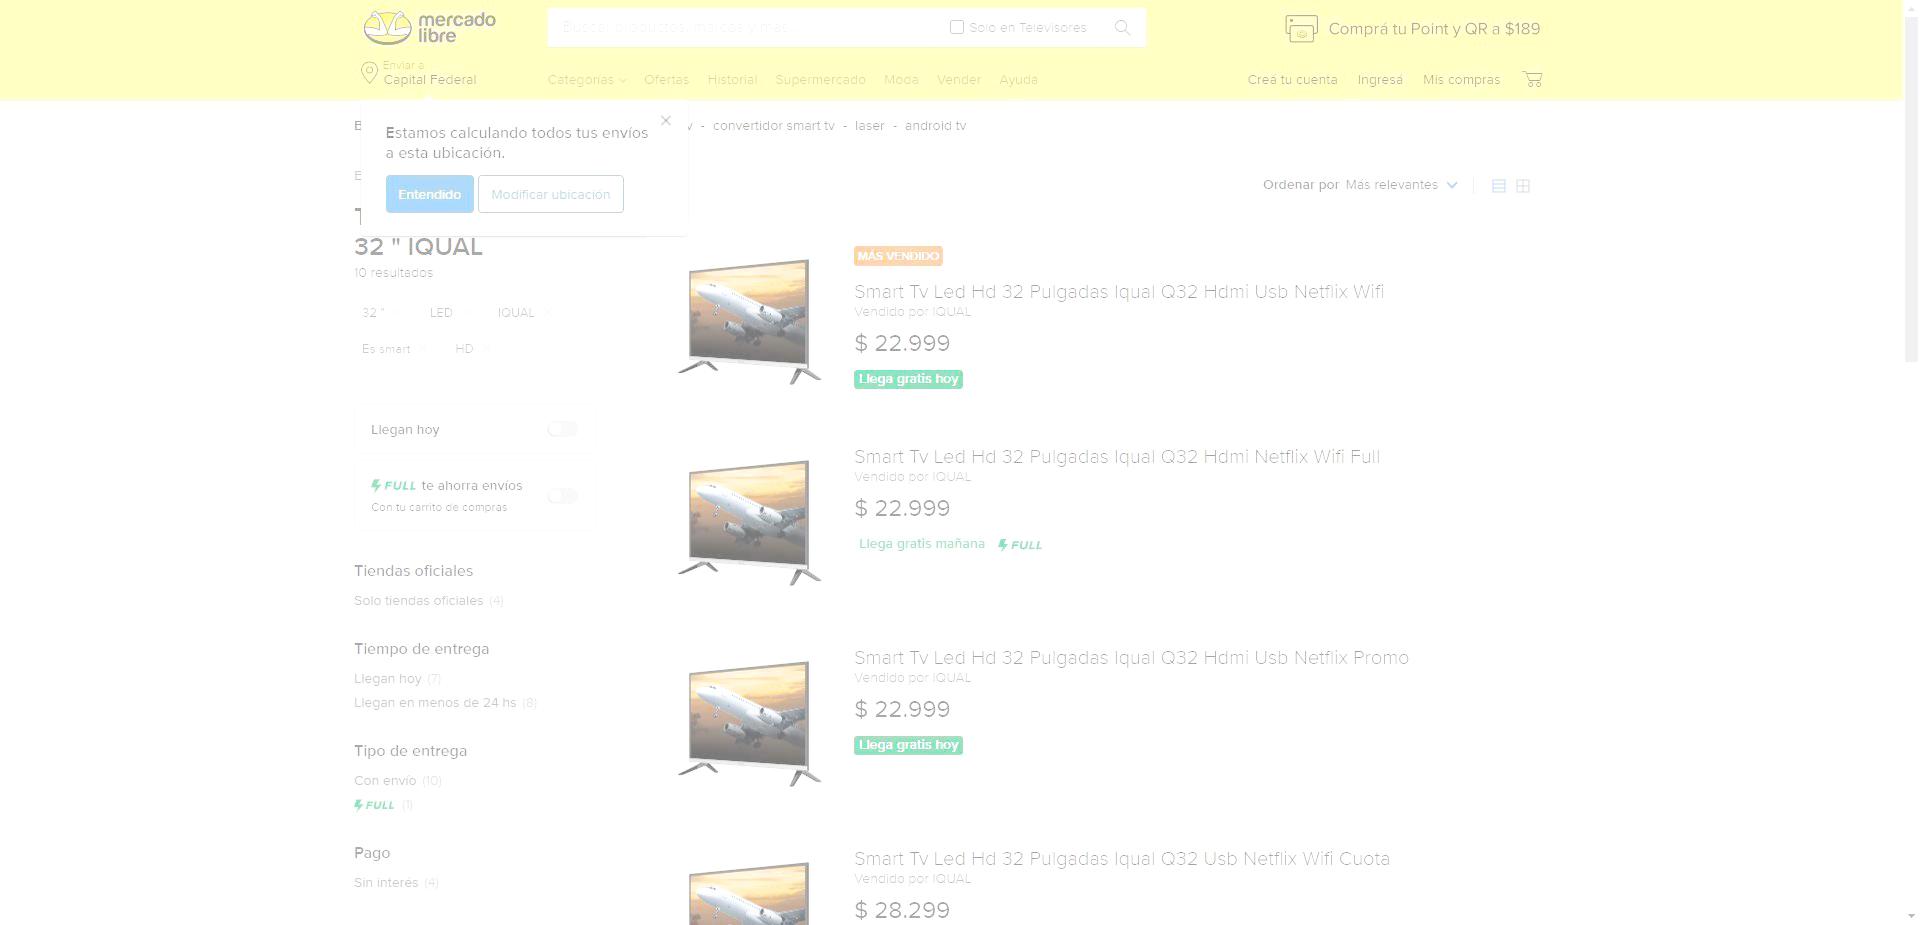 mercado
libre
Buscar productos, marcas y más...
Solo en Televisores
Comprá tu Point y QR a $189
Enviar a
Capital Federal
Categorías
Ofertas
Historial
Supermercado
Moda
Vender
Ayuda
Creá tu cuenta
Ingresá
Mis compras
- convertidor smart tv - laser - android tv
Estamos calculando todos tus envíos
a esta ubicación.
Entendido
Modificar ubicación
Ordenar por Más relevantes
32 " IQUAL
10 resultados
32 "
LED
IQUAL
Es smart
HD
Llegan hoy
FULL te ahorra envíos
Con tu carrito de compras
Tiendas oficiales
Solo tiendas oficiales (4)
Tiempo de entrega
Llegan hoy (7)
Llegan en menos de 24 hs (8)
Tipo de entrega
Con envío (10)
FULL (1)
Pago
Sin interés (4)
MÁS VENDIDO
Smart Tv Led Hd 32 Pulgadas Iqual Q32 Hdmi Usb Netflix Wifi
Vendido por IQUAL
$ 22.999
Llega gratis hoy
Smart Tv Led Hd 32 Pulgadas Iqual Q32 Hdmi Netflix Wifi Full
Vendido por IQUAL
$ 22.999
Llega gratis mañana FULL
Smart Tv Led Hd 32 Pulgadas Iqual Q32 Hdmi Usb Netflix Promo
Vendido por IQUAL
$ 22.999
Llega gratis hoy
Smart Tv Led Hd 32 Pulgadas Iqual Q32 Usb Netflix Wifi Cuota
Vendido por IQUAL
$ 28.299